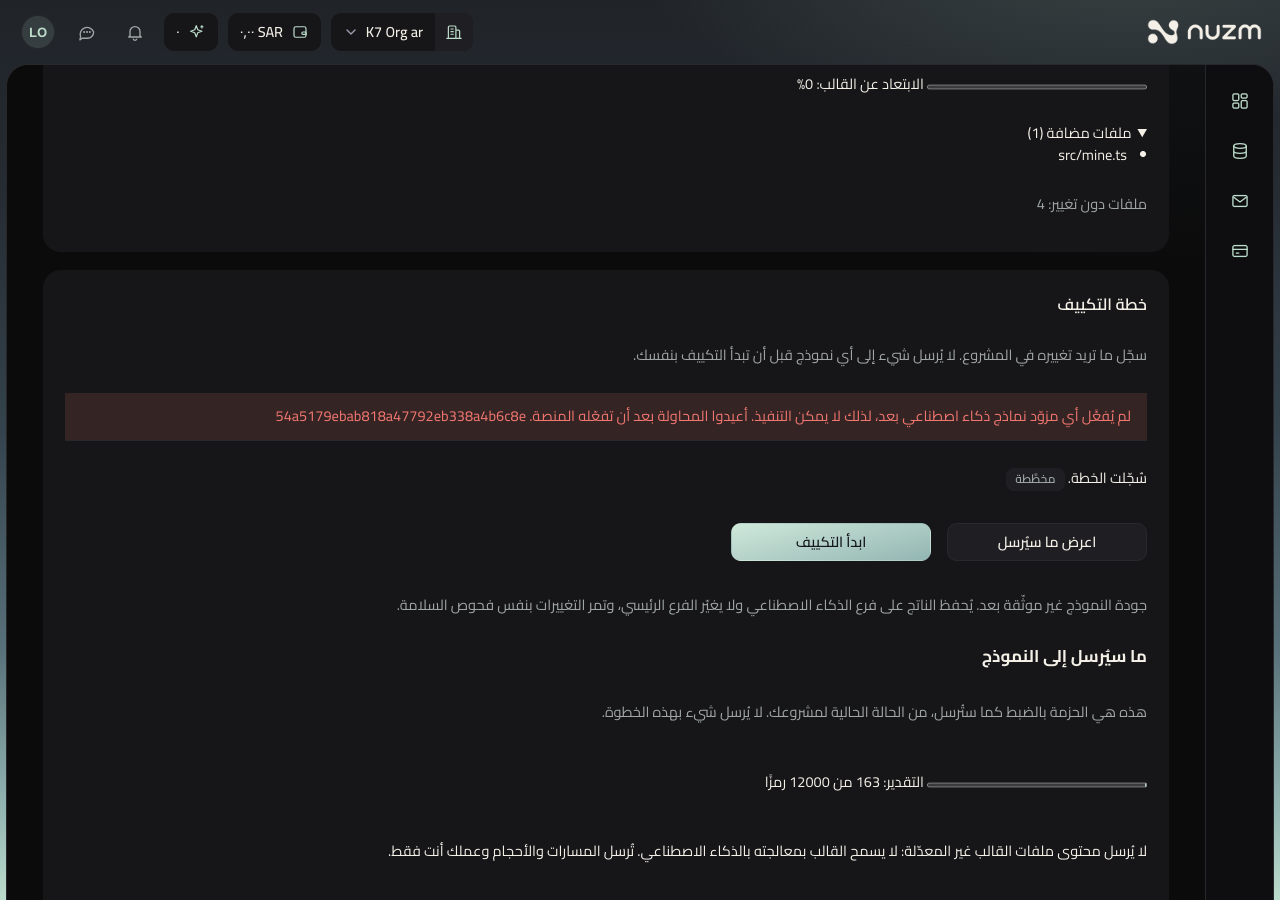 nuzm
K7 Org ar
٠,٠٠ SAR
٠
LO
الابتعاد عن القالب: 0%
ملفات مضافة (1)
src/mine.ts
ملفات دون تغيير: 4
خطة التكييف
سجّل ما تريد تغييره في المشروع. لا يُرسل شيء إلى أي نموذج قبل أن تبدأ التكييف بنفسك.
لم يُفعَّل أي مزوّد نماذج ذكاء اصطناعي بعد، لذلك لا يمكن التنفيذ. أعيدوا المحاولة بعد أن تفعّله المنصة. 54a5179ebab818a47792eb338a4b6c8e
سُجّلت الخطة. مخطَّطة
اعرض ما سيُرسل
ابدأ التكييف
جودة النموذج غير موثّقة بعد. يُحفظ الناتج على فرع الذكاء الاصطناعي ولا يغيّر الفرع الرئيسي، وتمر التغييرات بنفس فحوص السلامة.
ما سيُرسل إلى النموذج
هذه هي الحزمة بالضبط كما ستُرسل، من الحالة الحالية لمشروعك. لا يُرسل شيء بهذه الخطوة.
التقدير: 163 من 12000 رمزًا
لا يُرسل محتوى ملفات القالب غير المعدّلة: لا يسمح القالب بمعالجته بالذكاء الاصطناعي. تُرسل المسارات والأحجام وعملك أنت فقط.